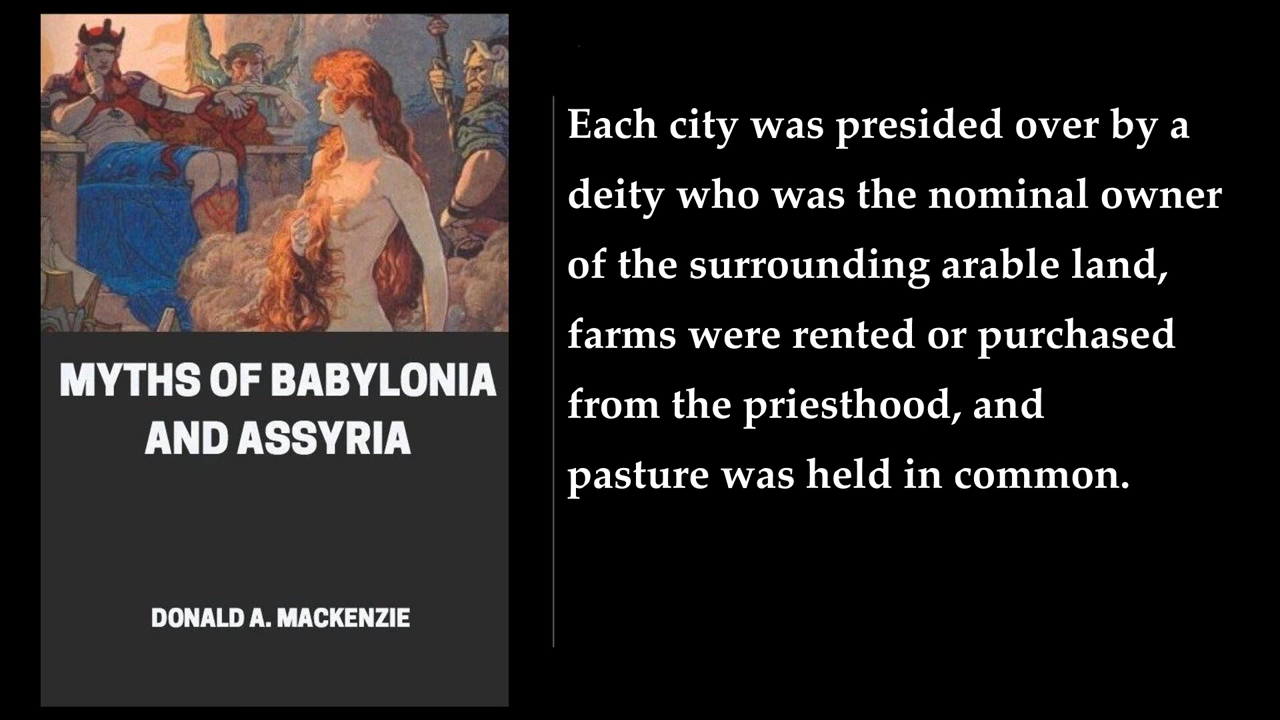 MYTHS OF BABYLONIA
AND ASSYRIA
DONALD A. MACKENZIE
Each city was presided over by a
deity who was the nominal owner
of the surrounding arable land,
farms were rented or purchased
from the priesthood, and
pasture was held in common.